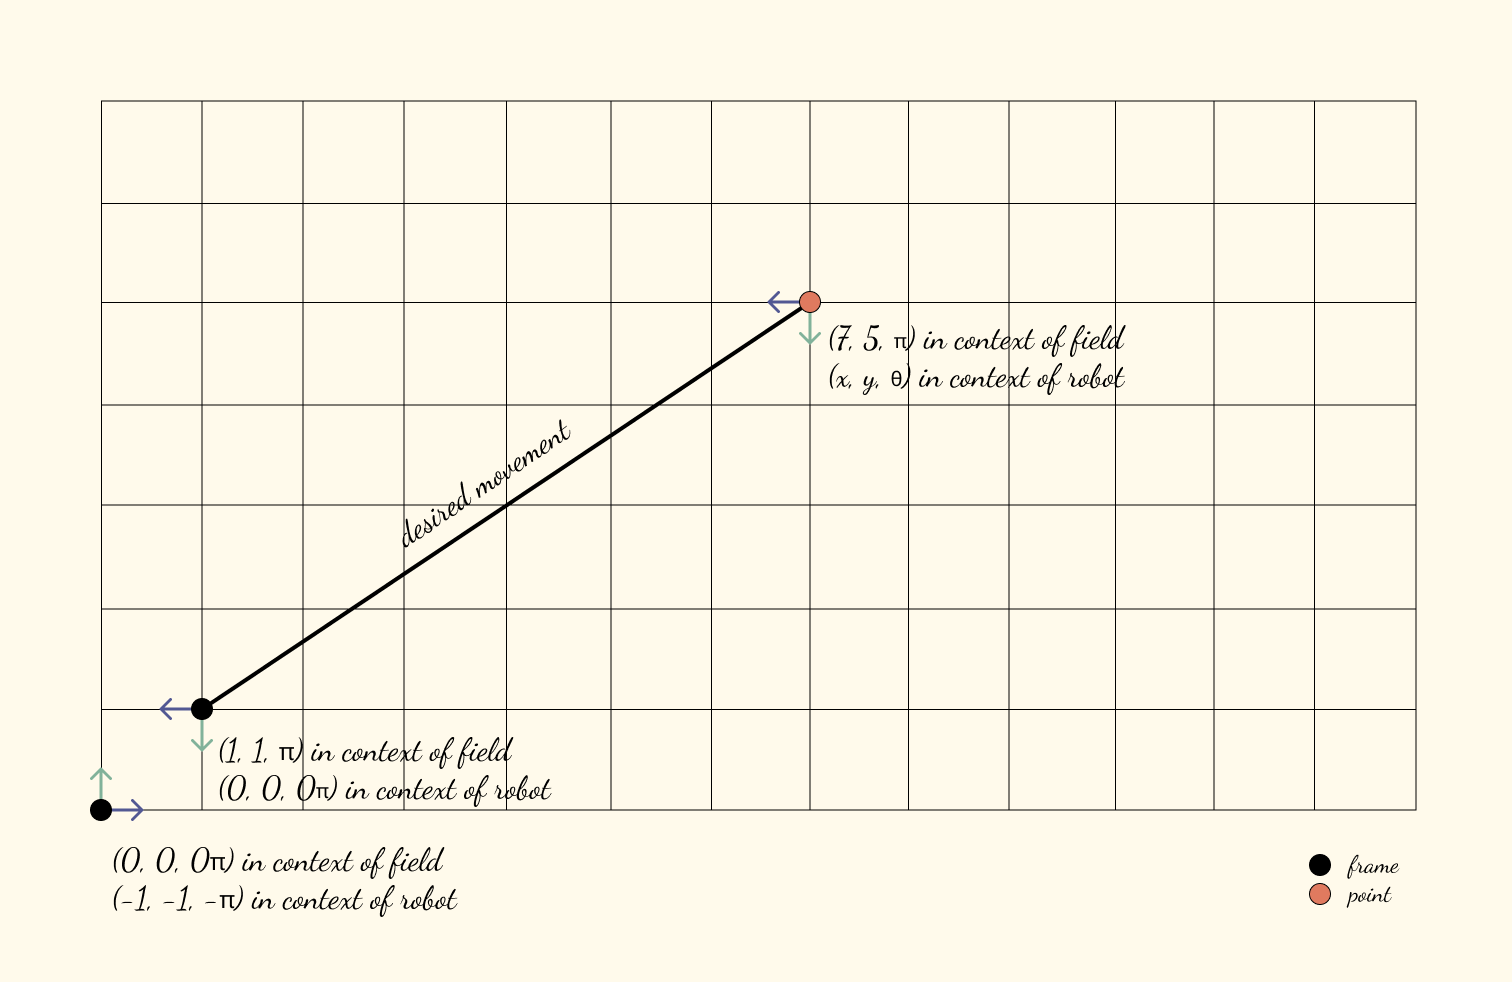 (7, 5, π) in context of field
(x, y, θ) in context of robot
desired movement
(1, 1, π) in context of field
(0, 0, 0π) in context of robot
(0, 0, 0π) in context of field
(-1, -1, -π) in context of robot
frame
point